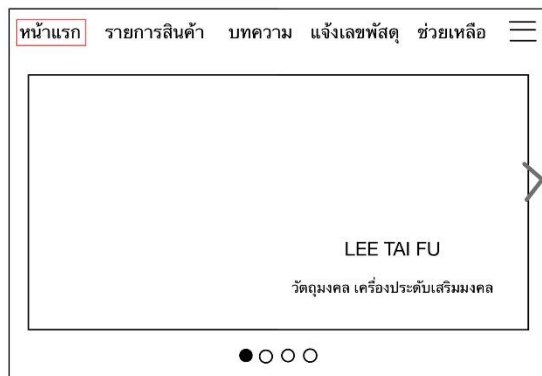 หน้าแรก รายการสินค้า บทความ แจ้งเลขพัสดุ ช่วยเหลือ
LEE TAI FU
วัตถุมงคล เครื่องประดับเสริมมงคล